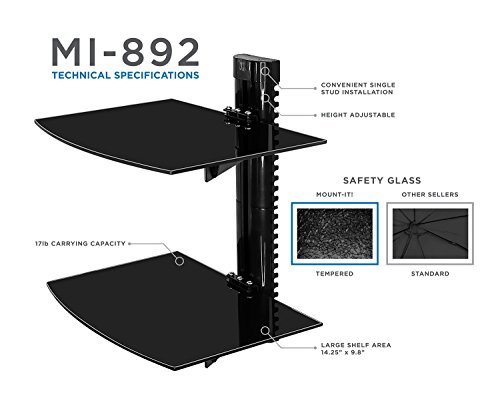 MI-892
TECHNICAL SPECIFICATIONS
CONVENIENT SINGLE
STUD INSTALLATION
HEIGHT ADJUSTABLE
SAFETY GLASS
MOUNT-IT!
OTHER SELLERS
TEMPERED
STANDARD
17lb CARRYING CAPACITY
LARGE SHELF AREA
14.25" x 9.8"